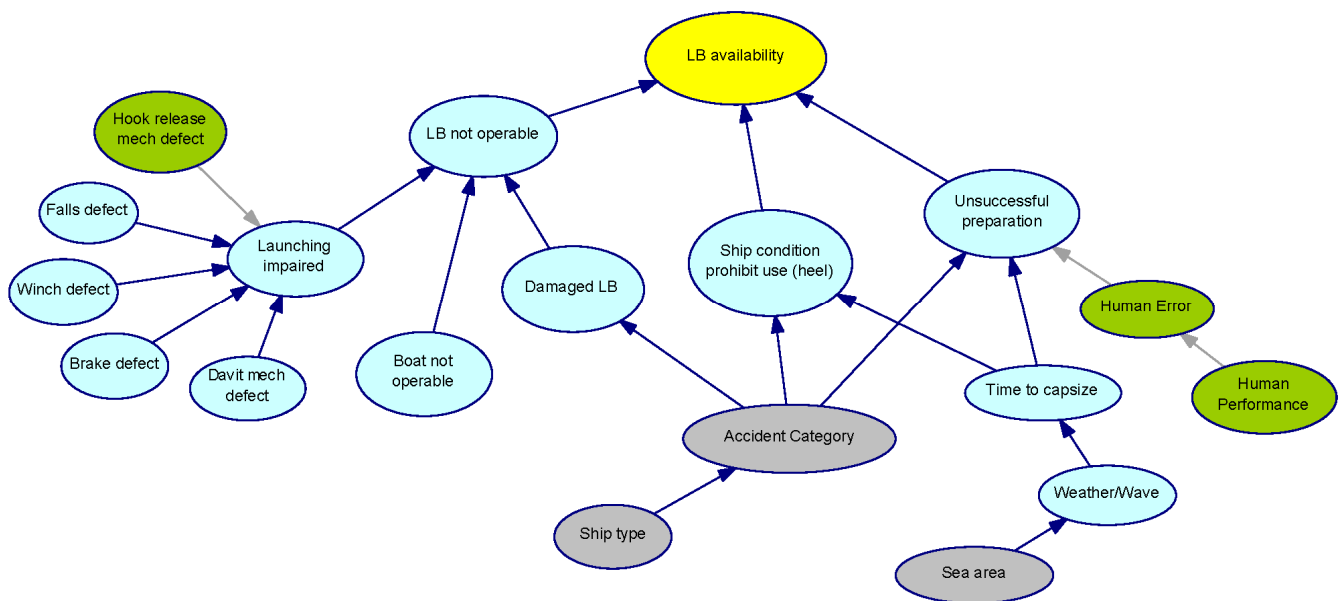 LB availability
Hook release
mech defect
LB not operable
Falls defect
Unsuccessful
preparation
Launching
impaired
Ship condition
prohibit use (heel)
Winch defect
Damaged LB
Human Error
Brake defect
Davit mech
defect
Boat not
operable
Time to capsize
Human
Performance
Accident Category
Weather/Wave
Ship type
Sea area